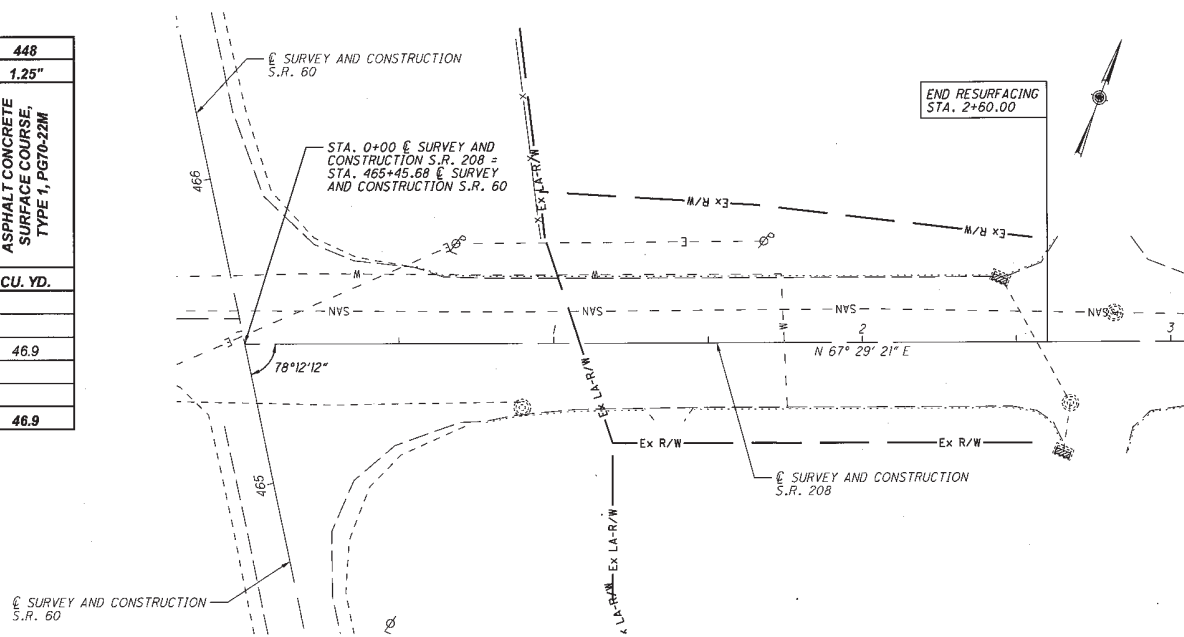 448
1.25"
ASPHALT CONCRETE
SURFACE COURSE,
TYPE 1, PG70-22M
CU. YD.
46.9
46.9
℄ SURVEY AND CONSTRUCTION
S.R. 60
STA. 0+00 ℄ SURVEY AND
CONSTRUCTION S.R. 208 =
STA. 465+45.68 ℄ SURVEY
AND CONSTRUCTION S.R. 60
END RESURFACING
STA. 2+60.00
466
X
X
X Ex LA-R/W
Ex R/W
Ex R/W
E
E
W
W
SAN
SAN
SAN
SAN
E
1
2
3
N 67° 29' 21" E
78°12'12"
W
Ex LA-R/W
Ex R/W
Ex R/W
℄ SURVEY AND CONSTRUCTION
S.R. 208
465
Ex LA-R/W
Ex LA-R/W
℄ SURVEY AND CONSTRUCTION
S.R. 60